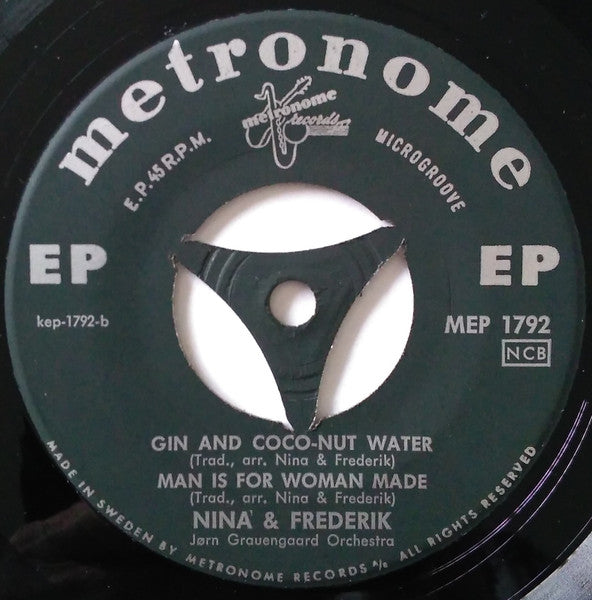 metronome
metronome
records
E.P. 45 R.P.M.
MICROGROOVE
EP
EP
kep-1792-b
MEP 1792
NCB
GIN AND COCO-NUT WATER
(Trad., arr. Nina & Frederik)
MAN IS FOR WOMAN MADE
(Trad., arr. Nina & Frederik)
NINA & FREDERIK
Jørn Grauengaard Orchestra
MADE IN SWEDEN BY METRONOME RECORDS A/B ALL RIGHTS RESERVED